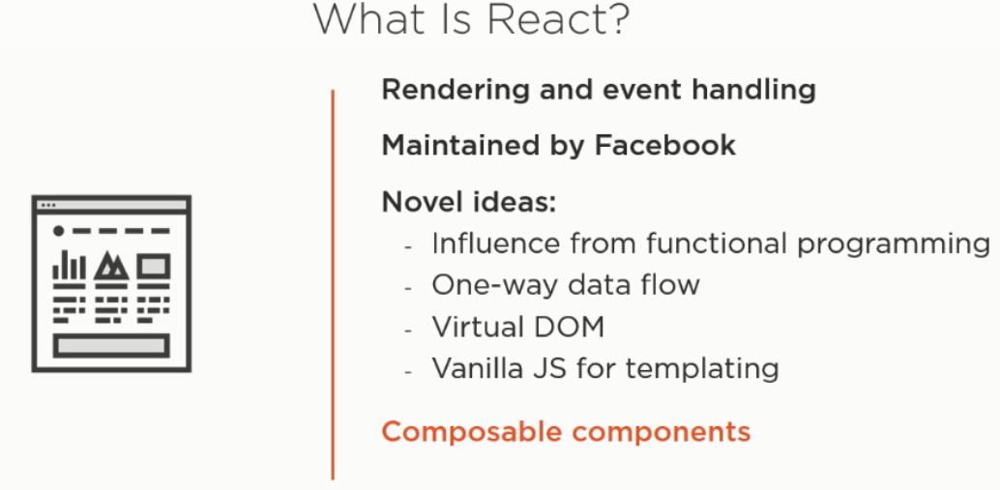 What Is React?
Rendering and event handling
Maintained by Facebook
Novel ideas:
- Influence from functional programming
- One-way data flow
- Virtual DOM
- Vanilla JS for templating
Composable components